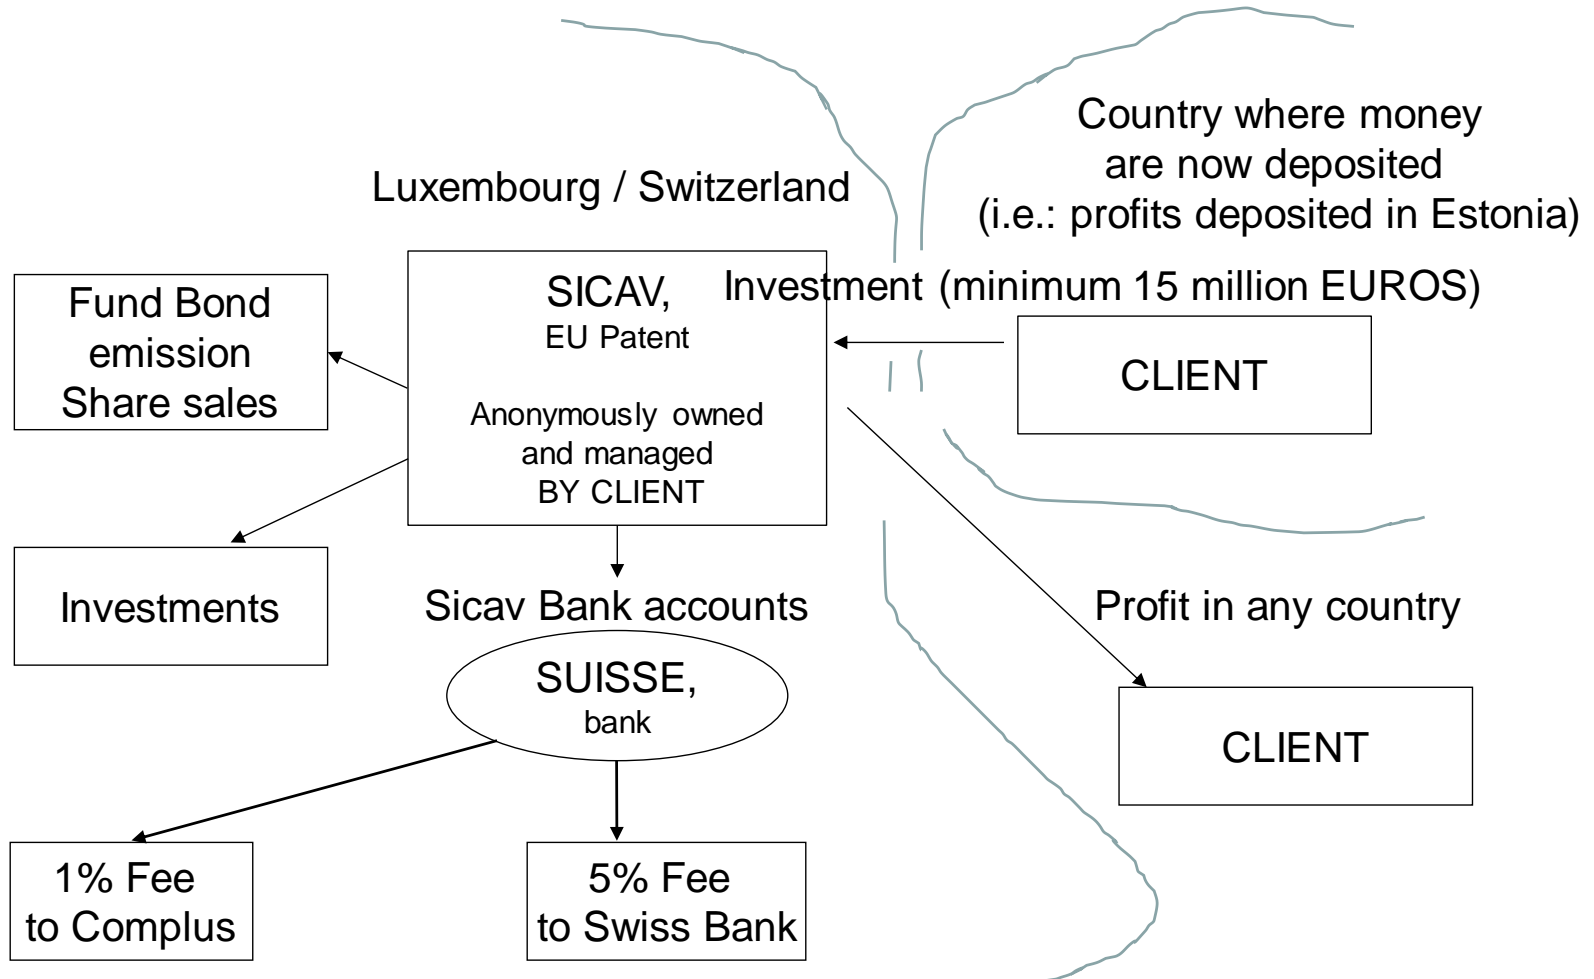 Country where money
are now deposited
(i.e.: profits deposited in Estonia)
Luxembourg / Switzerland
Investment (minimum 15 million EUROS)
Fund Bond
emission
Share sales
SICAV,
EU Patent
Anonymously owned
and managed
BY CLIENT
CLIENT
Investments
Sicav Bank accounts
SUISSE,
bank
Profit in any country
CLIENT
1% Fee
to Complus
5% Fee
to Swiss Bank